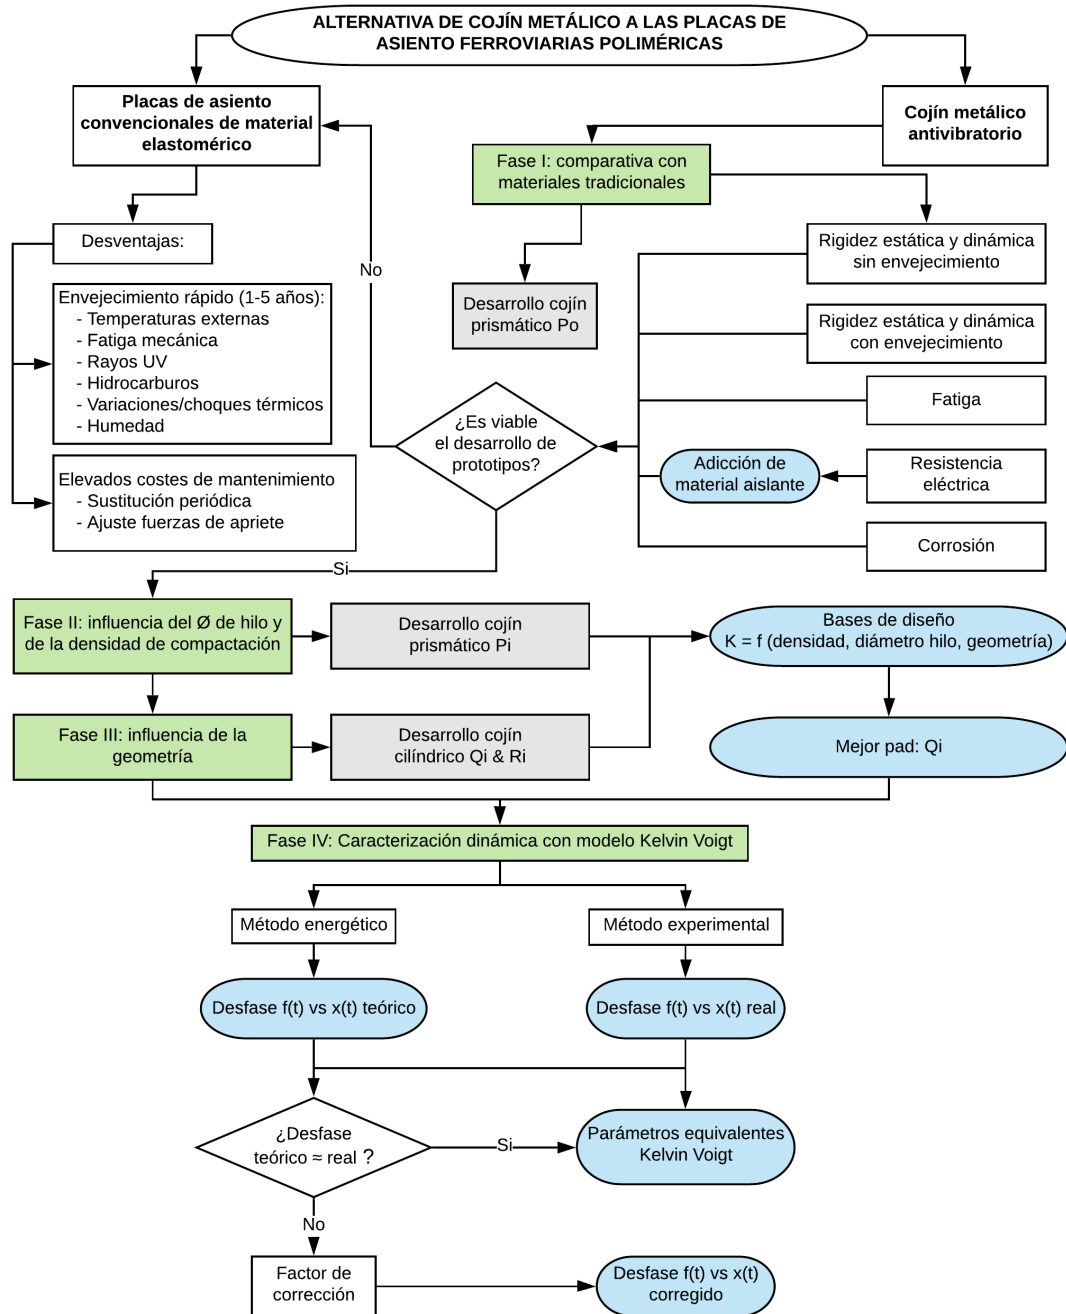 ALTERNATIVA DE COJÍN METÁLICO A LAS PLACAS DE
ASIENTO FERROVIARIAS POLIMÉRICAS
Placas de asiento
convencionales de material
elastomérico
Cojín metálico
antivibratorio
Fase I: comparativa con
materiales tradicionales
Desventajas:
Rigidez estática y dinámica
sin envejecimiento
No
Envejecimiento rápido (1-5 años):
- Temperaturas externas
- Fatiga mecánica
- Rayos UV
- Hidrocarburos
- Variaciones/choques térmicos
- Humedad
Desarrollo cojín
prismático Po
Rigidez estática y dinámica
con envejecimiento
Fatiga
¿Es viable
el desarrollo de
prototipos?
Adicción de
material aislante
Resistencia
eléctrica
Elevados costes de mantenimiento
- Sustitución periódica
- Ajuste fuerzas de apriete
Corrosión
Si
Fase II: influencia del Ø de hilo y
de la densidad de compactación
Desarrollo cojín
prismático Pi
Bases de diseño
K = f (densidad, diámetro hilo, geometría)
Fase III: influencia de la
geometría
Desarrollo cojín
cilíndrico Qi & Ri
Mejor pad: Qi
Fase IV: Caracterización dinámica con modelo Kelvin Voigt
Método energético
Método experimental
Desfase f(t) vs x(t) teórico
Desfase f(t) vs x(t) real
¿Desfase
teórico ≈ real ?
Si
Parámetros equivalentes
Kelvin Voigt
No
Factor de
corrección
Desfase f(t) vs x(t)
corregido